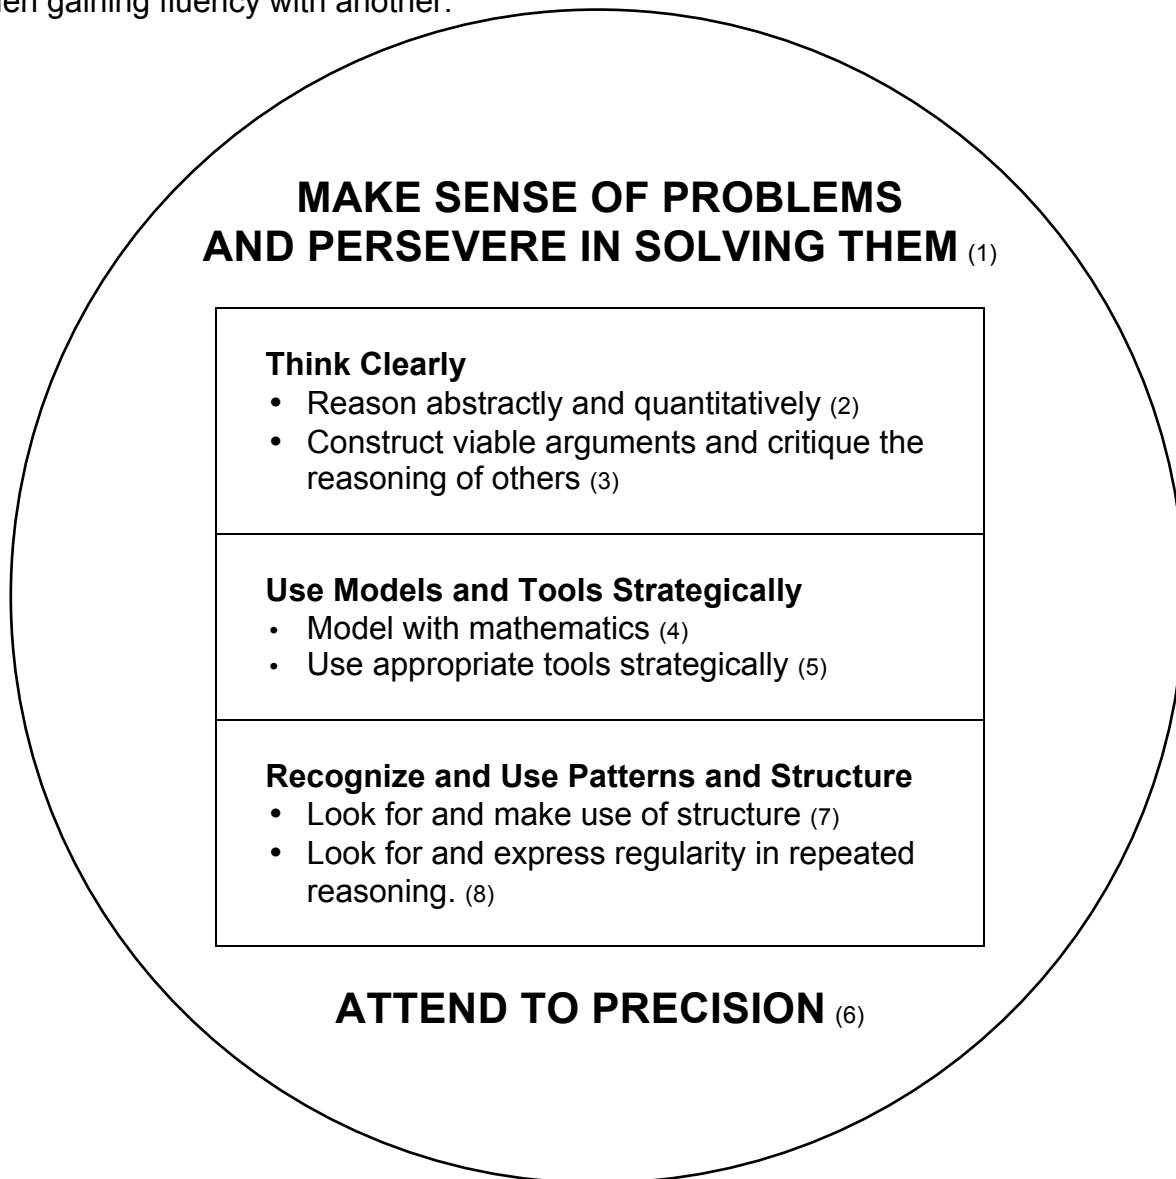 gaining fluency with another.
MAKE SENSE OF PROBLEMS
AND PERSEVERE IN SOLVING THEM (1)
Think Clearly
• Reason abstractly and quantitatively (2)
• Construct viable arguments and critique the
reasoning of others (3)
Use Models and Tools Strategically
• Model with mathematics (4)
• Use appropriate tools strategically (5)
Recognize and Use Patterns and Structure
• Look for and make use of structure (7)
• Look for and express regularity in repeated
reasoning. (8)
ATTEND TO PRECISION (6)